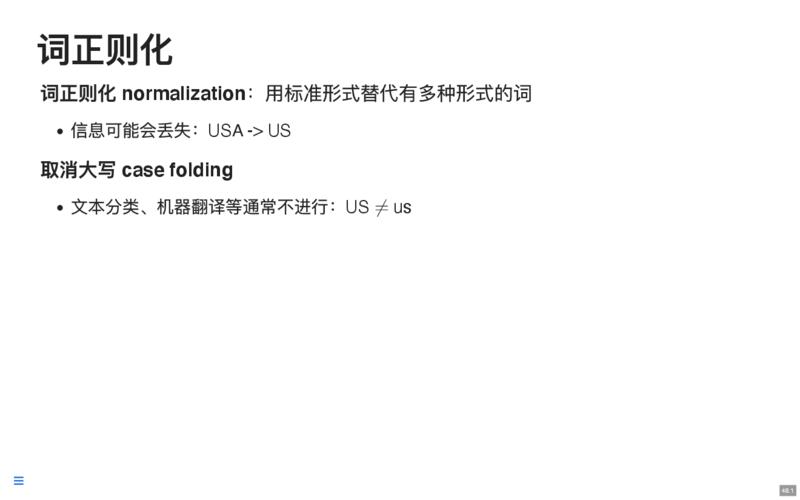 词正则化
词正则化 normalization：用标准形式替代有多种形式的词
• 信息可能会丢失：USA -> US
取消大写 case folding
• 文本分类、机器翻译等通常不进行：US ≠ us
48.1